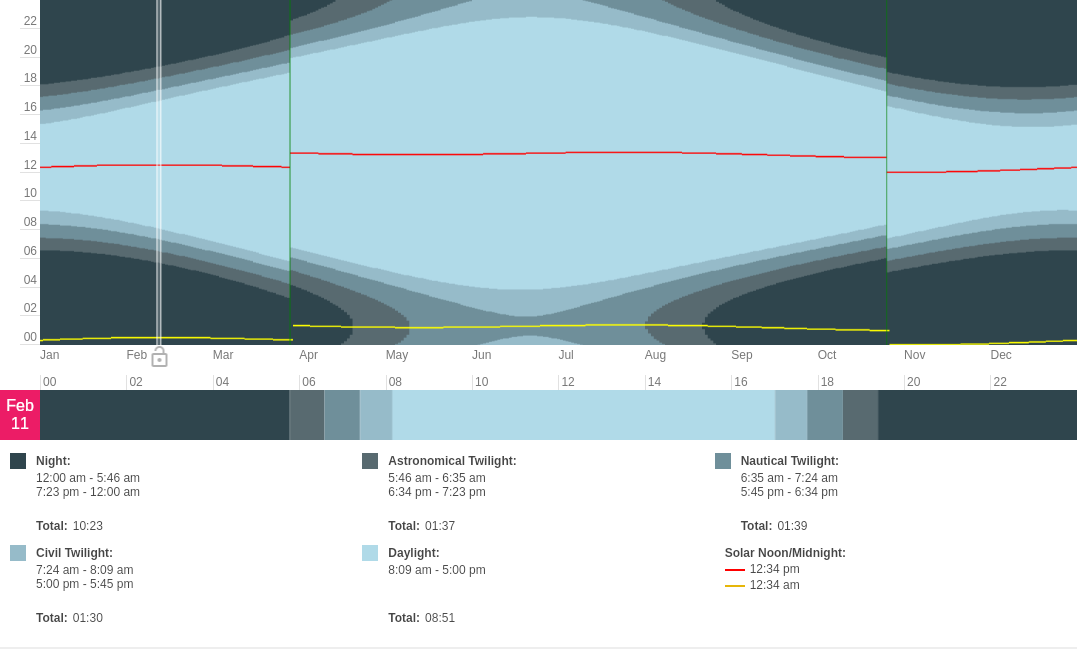 22
20
18
16
14
12
10
08
06
04
02
00
Jan Feb Mar Apr May Jun Jul Aug Sep Oct Nov Dec
00 02 04 06 08 10 12 14 16 18 20 22
Feb
11
Night:
12:00 am - 5:46 am
7:23 pm - 12:00 am
Total: 10:23
Astronomical Twilight:
5:46 am - 6:35 am
6:34 pm - 7:23 pm
Total: 01:37
Nautical Twilight:
6:35 am - 7:24 am
5:45 pm - 6:34 pm
Total: 01:39
Civil Twilight:
7:24 am - 8:09 am
5:00 pm - 5:45 pm
Total: 01:30
Daylight:
8:09 am - 5:00 pm
Total: 08:51
Solar Noon/Midnight:
12:34 pm
12:34 am